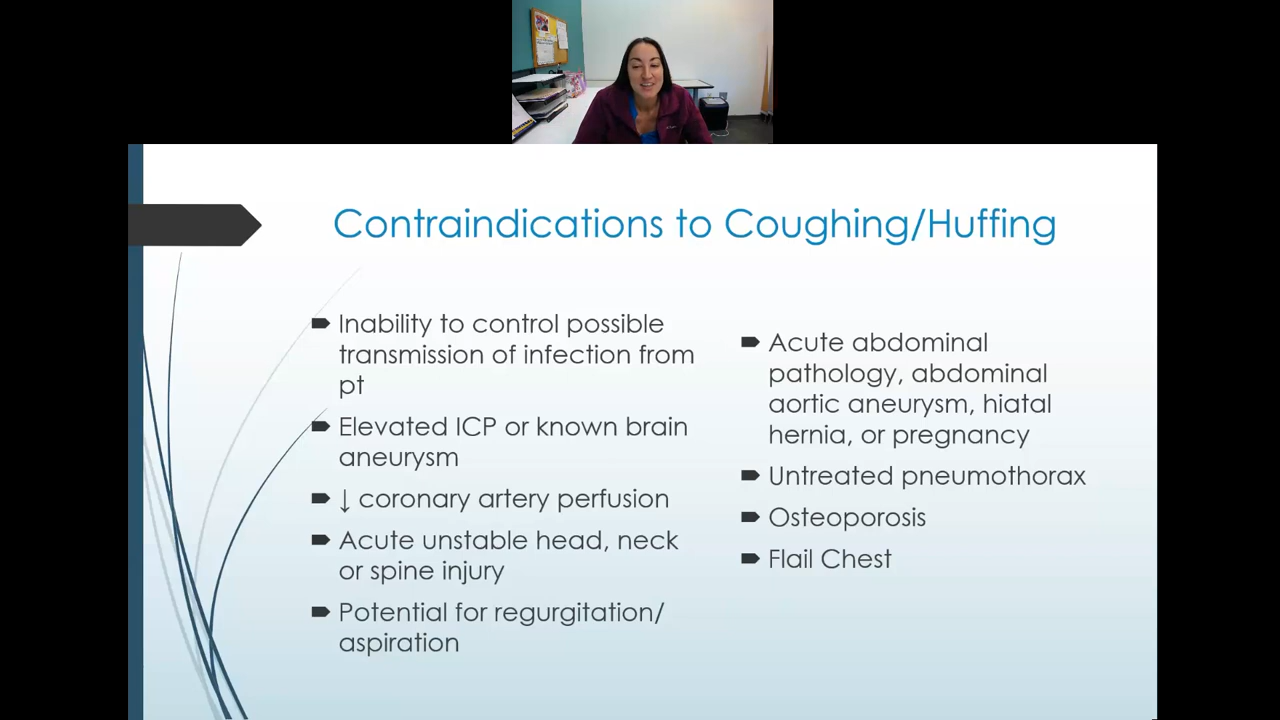 Contraindications to Coughing/Huffing
Inability to control possible
transmission of infection from
pt
Elevated ICP or known brain
aneurysm
↓ coronary artery perfusion
Acute unstable head, neck
or spine injury
Potential for regurgitation/
aspiration
Acute abdominal
pathology, abdominal
aortic aneurysm, hiatal
hernia, or pregnancy
Untreated pneumothorax
Osteoporosis
Flail Chest